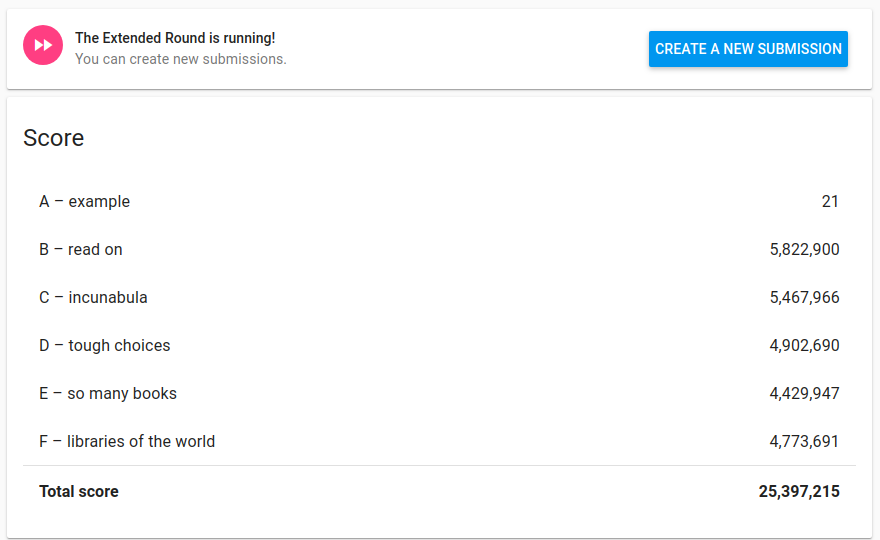 The Extended Round is running!
You can create new submissions.
CREATE A NEW SUBMISSION
Score
A – example 21
B – read on 5,822,900
C – incunabula 5,467,966
D – tough choices 4,902,690
E – so many books 4,429,947
F – libraries of the world 4,773,691
Total score 25,397,215